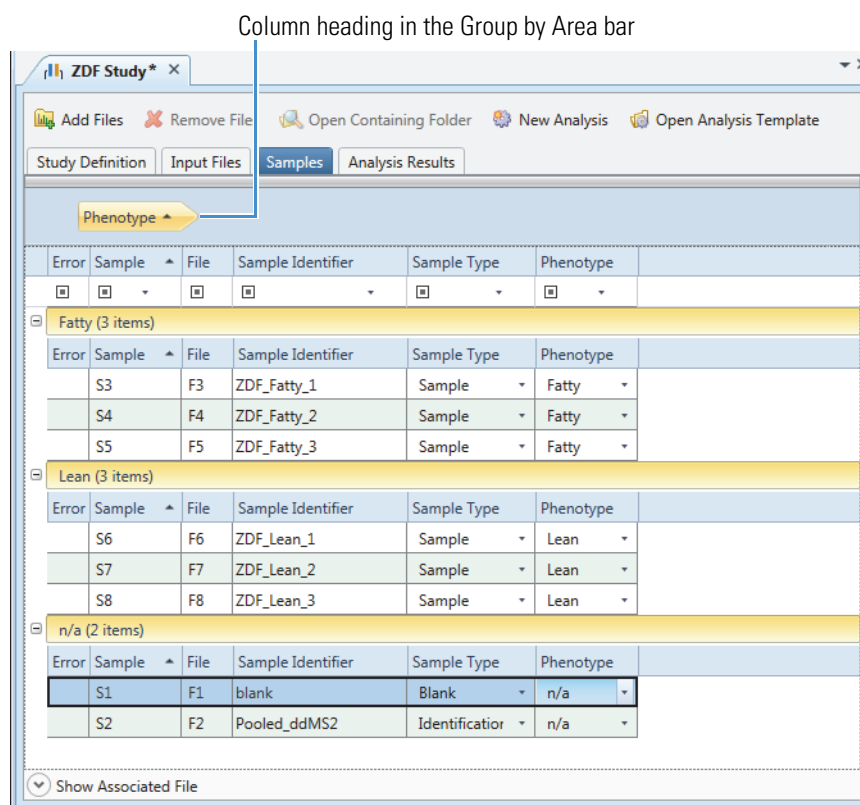 Column heading in the Group by Area bar
ZDF Study* ×
Add Files Remove File Open Containing Folder New Analysis Open Analysis Template
Study Definition Input Files Samples Analysis Results
Phenotype
Error Sample File Sample Identifier Sample Type Phenotype
Fatty (3 items)
Error Sample File Sample Identifier Sample Type Phenotype
S3 F3 ZDF_Fatty_1 Sample Fatty
S4 F4 ZDF_Fatty_2 Sample Fatty
S5 F5 ZDF_Fatty_3 Sample Fatty
Lean (3 items)
Error Sample File Sample Identifier Sample Type Phenotype
S6 F6 ZDF_Lean_1 Sample Lean
S7 F7 ZDF_Lean_2 Sample Lean
S8 F8 ZDF_Lean_3 Sample Lean
n/a (2 items)
Error Sample File Sample Identifier Sample Type Phenotype
S1 F1 blank Blank n/a
S2 F2 Pooled_ddMS2 Identification n/a
Show Associated File